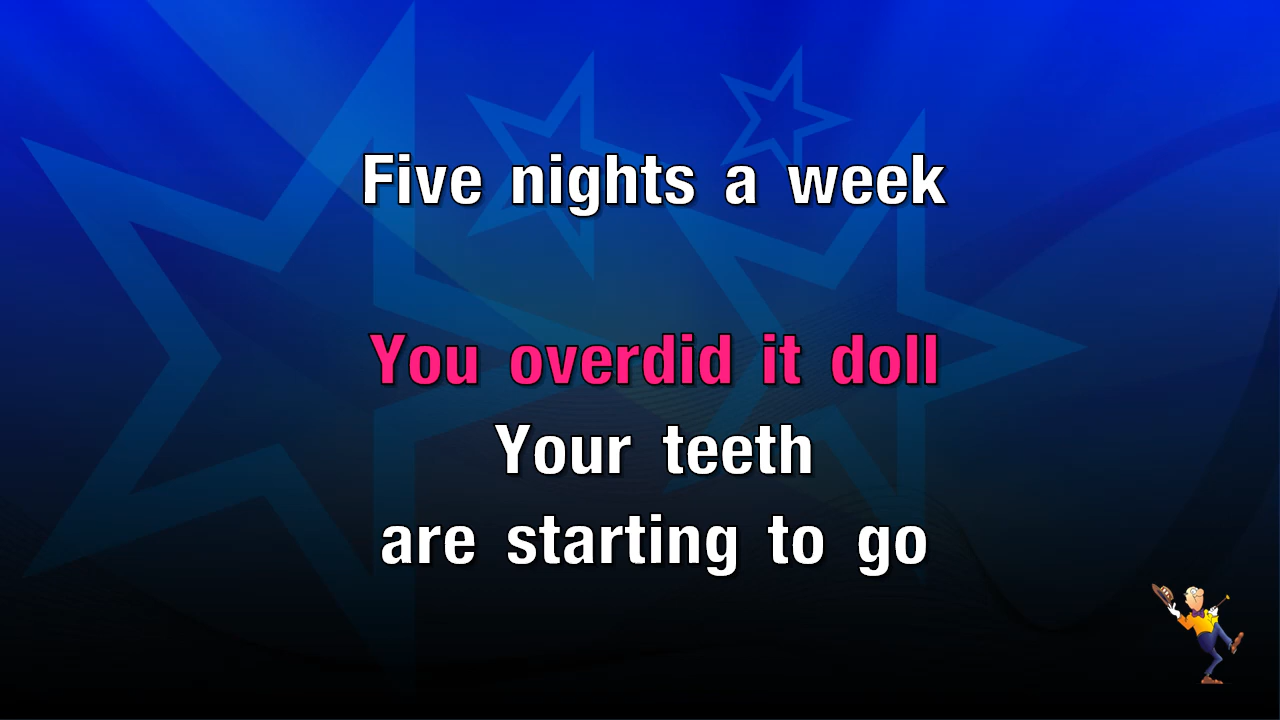 Five nights a week
You overdid it doll
Your teeth
are starting to go